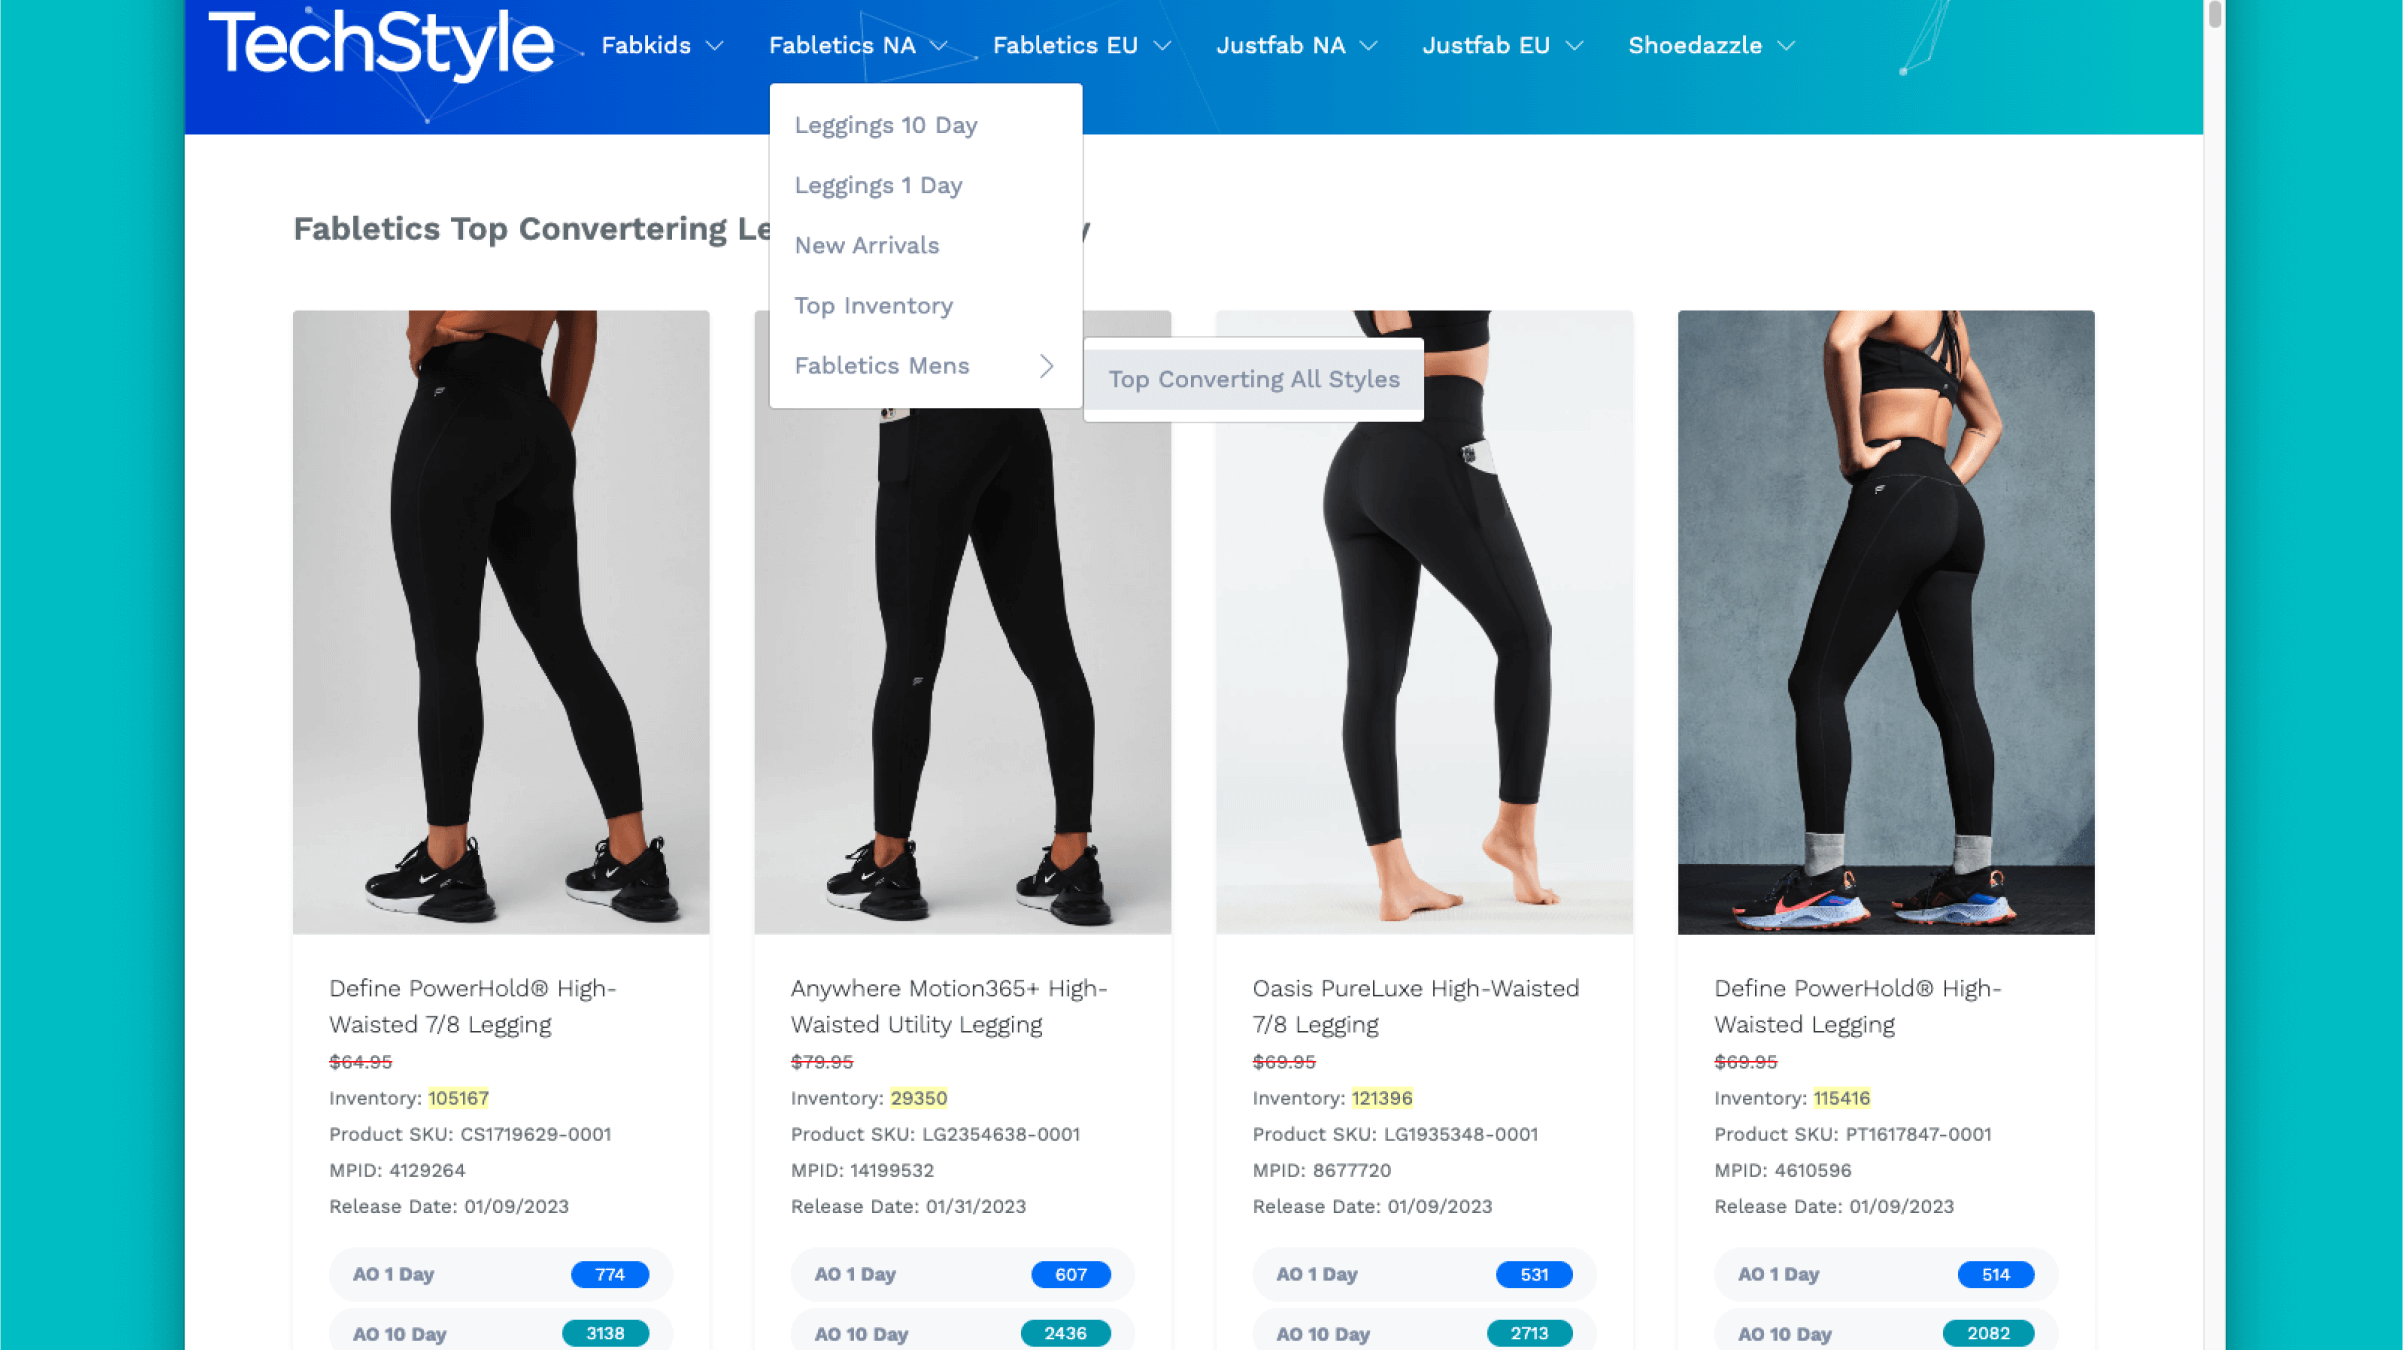 TechStyle
Fabkids
Fabletics NA
Fabletics EU
Justfab NA
Justfab EU
Shoedazzle
Leggings 10 Day
Leggings 1 Day
New Arrivals
Top Inventory
Fabletics Mens
Top Converting All Styles
Fabletics Top Convertering
Define PowerHold® High-
Waisted 7/8 Legging
$64.95
Inventory: 105167
Product SKU: CS1719629-0001
MPID: 4129264
Release Date: 01/09/2023
AO 1 Day 774
AO 10 Day 3138
Anywhere Motion365+ High-
Waisted Utility Legging
$79.95
Inventory: 29350
Product SKU: LG2354638-0001
MPID: 14199532
Release Date: 01/31/2023
AO 1 Day 607
AO 10 Day 2436
Oasis PureLuxe High-Waisted
7/8 Legging
$69.95
Inventory: 121396
Product SKU: LG1935348-0001
MPID: 8677720
Release Date: 01/09/2023
AO 1 Day 531
AO 10 Day 2713
Define PowerHold® High-
Waisted Legging
$69.95
Inventory: 115416
Product SKU: PT1617847-0001
MPID: 4610596
Release Date: 01/09/2023
AO 1 Day 514
AO 10 Day 2082